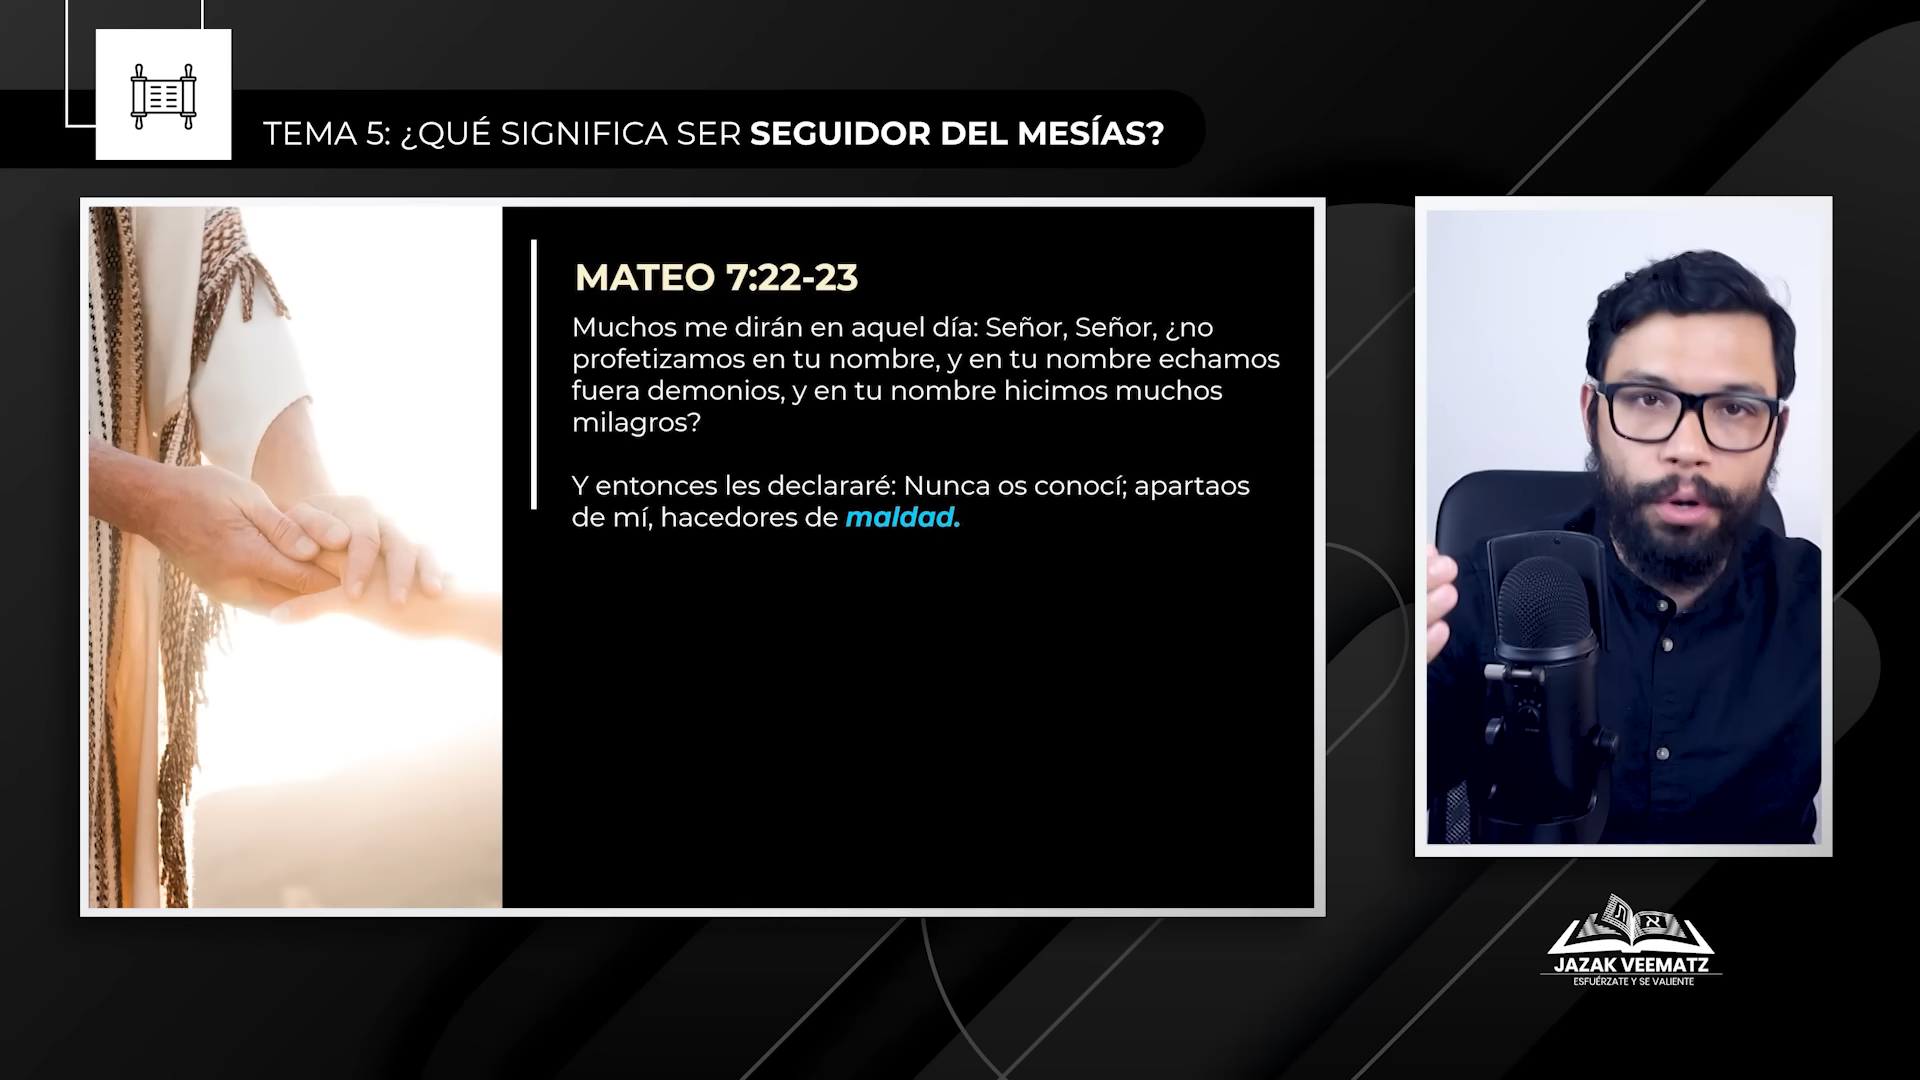 TEMA 5: ¿QUÉ SIGNIFICA SER SEGUIDOR DEL MESÍAS?
MATEO 7:22-23
Muchos me dirán en aquel día: Señor, Señor, ¿no
profetizamos en tu nombre, y en tu nombre echamos
fuera demonios, y en tu nombre hicimos muchos
milagros?
Y entonces les declararé: Nunca os conocí; apartaos
de mí, hacedores de maldad.
ת א
JAZAK VEEMATZ
ESFUÉRZATE Y SE VALIENTE